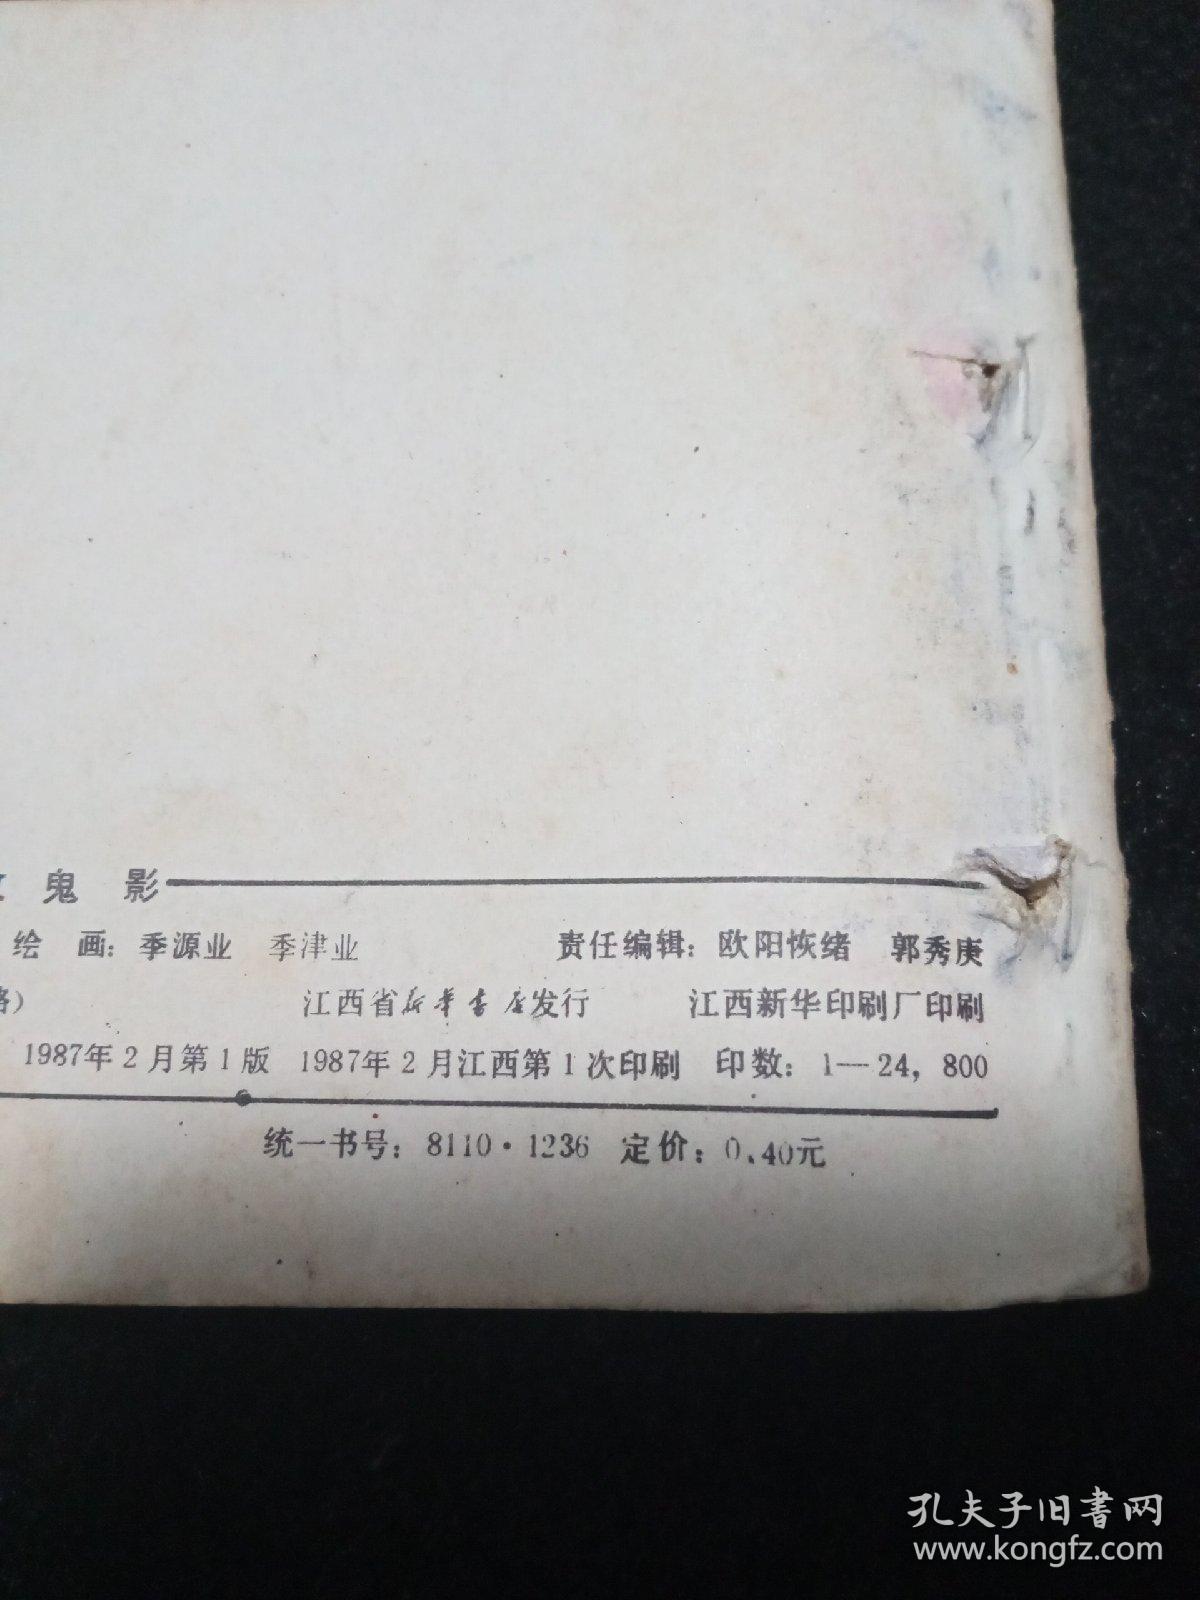 鬼 影
绘 画：季源业 季津业 责任编辑：欧阳恢绪 郭秀庚
江西省新华书店发行 江西新华印刷厂印刷
1987年2月第1版 1987年2月江西第1次印刷 印数：1—24，800
统一书号：8110·1236 定价：0.40元
孔夫子旧書网
www.kongfz.com